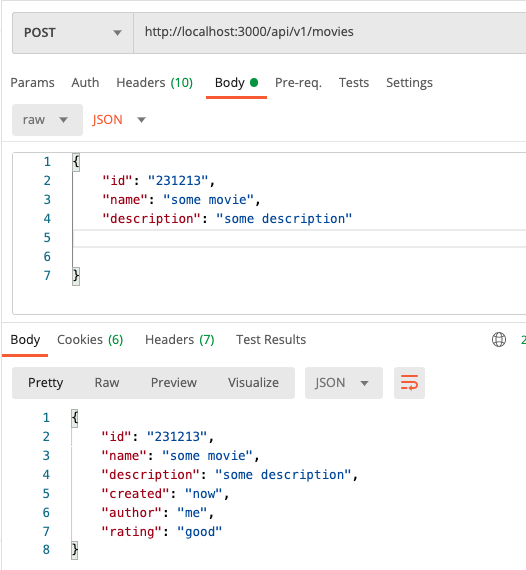 POST http://localhost:3000/api/v1/movies
Params Auth Headers (10) Body Pre-req. Tests Settings
raw JSON
1 {
2 "id": "231213",
3 "name": "some movie",
4 "description": "some description"
5
6
7 }
Body Cookies (6) Headers (7) Test Results 2
Pretty Raw Preview Visualize JSON
1 {
2 "id": "231213",
3 "name": "some movie",
4 "description": "some description",
5 "created": "now",
6 "author": "me",
7 "rating": "good"
8 }